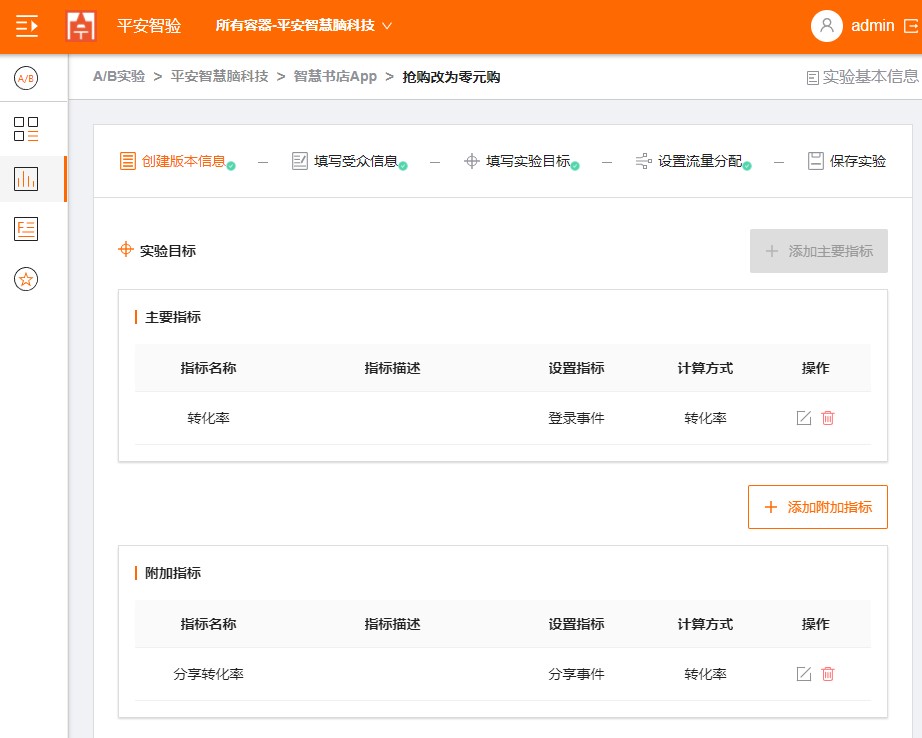 平安智验 所有容器-平安智慧脑科技 admin
A/B
A/B实验 > 平安智慧脑科技 > 智慧书店App > 抢购改为零元购 实验基本信息
创建版本信息 — 填写受众信息 — 填写实验目标 — 设置流量分配 — 保存实验
实验目标 + 添加主要指标
主要指标
指标名称 指标描述 设置指标 计算方式 操作
转化率 登录事件 转化率
+ 添加附加指标
附加指标
指标名称 指标描述 设置指标 计算方式 操作
分享转化率 分享事件 转化率